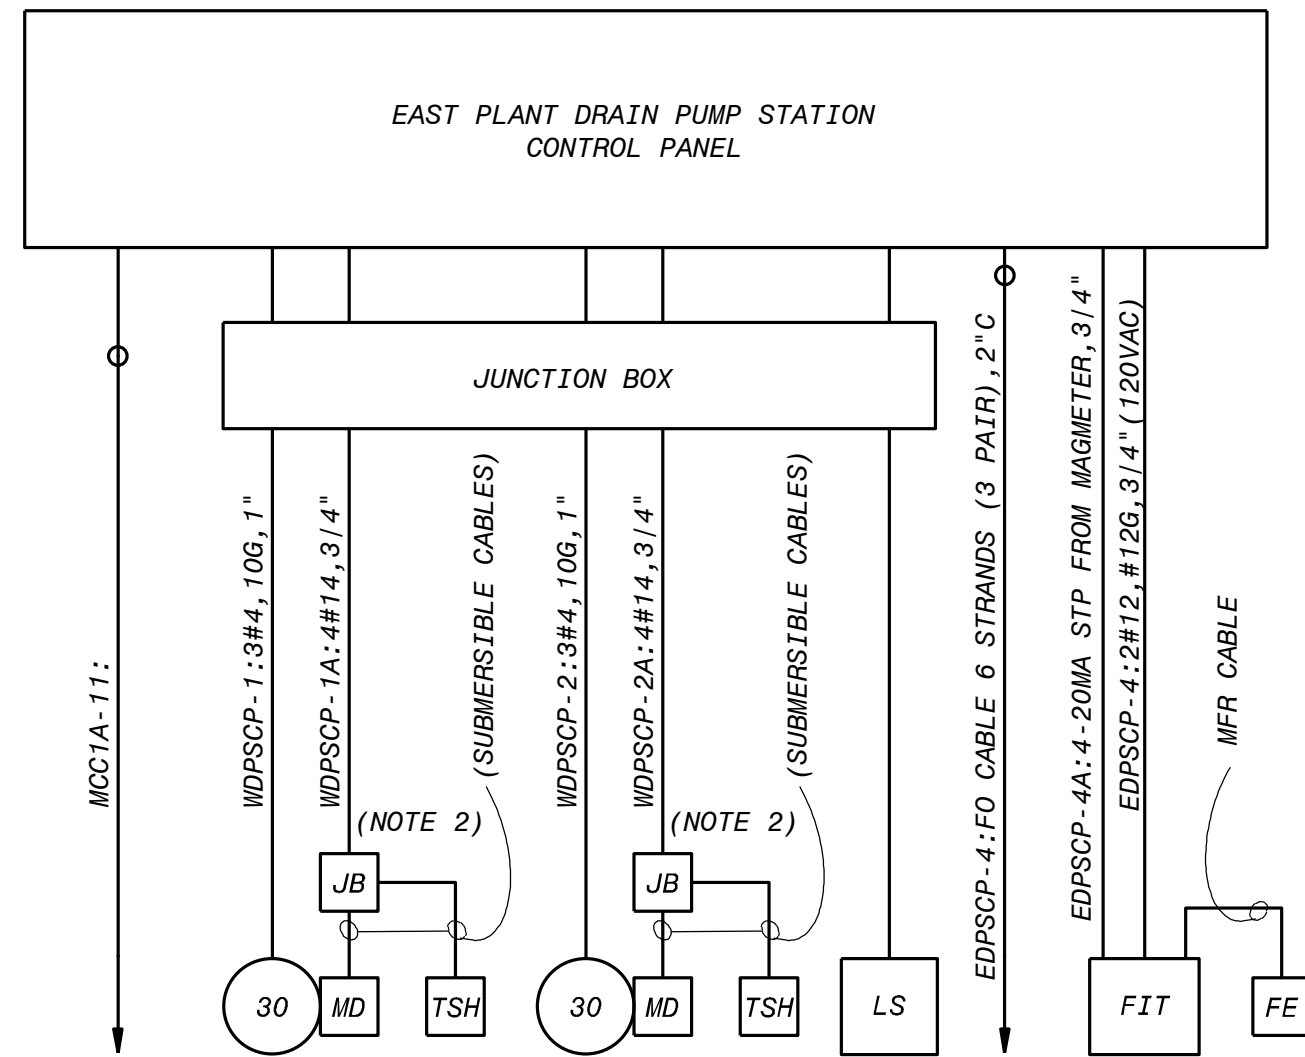 EAST PLANT DRAIN PUMP STATION
CONTROL PANEL
JUNCTION BOX
MCC1A-11:
WDPSCP-1:3#4,10G,1"
WDPSCP-1A:4#14,3/4"
(SUBMERSIBLE CABLES)
WDPSCP-2:3#4,10G,1"
WDPSCP-2A:4#14,3/4"
(SUBMERSIBLE CABLES)
EDPSCP-4:FO CABLE 6 STRANDS (3 PAIR),2"C
EDPSCP-4A:4-20MA STP FROM MAGMETER,3/4"
EDPSCP-4:2#12,#12G,3/4"(120VAC)
MFR CABLE
(NOTE 2)
(NOTE 2)
JB
JB
30
MD
TSH
30
MD
TSH
LS
FIT
FE